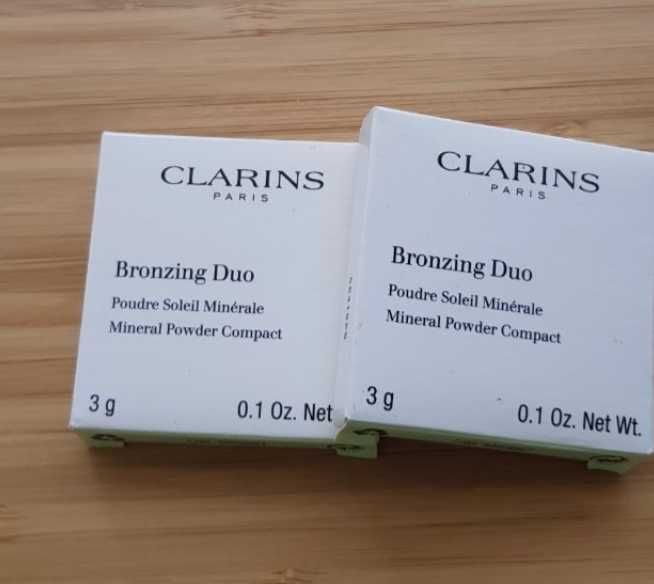 CLARINS
PARIS
Bronzing Duo
Poudre Soleil Minérale
Mineral Powder Compact
3 g
0.1 Oz. Net
CLARINS
PARIS
Bronzing Duo
Poudre Soleil Minérale
Mineral Powder Compact
3 g
0.1 Oz. Net Wt.